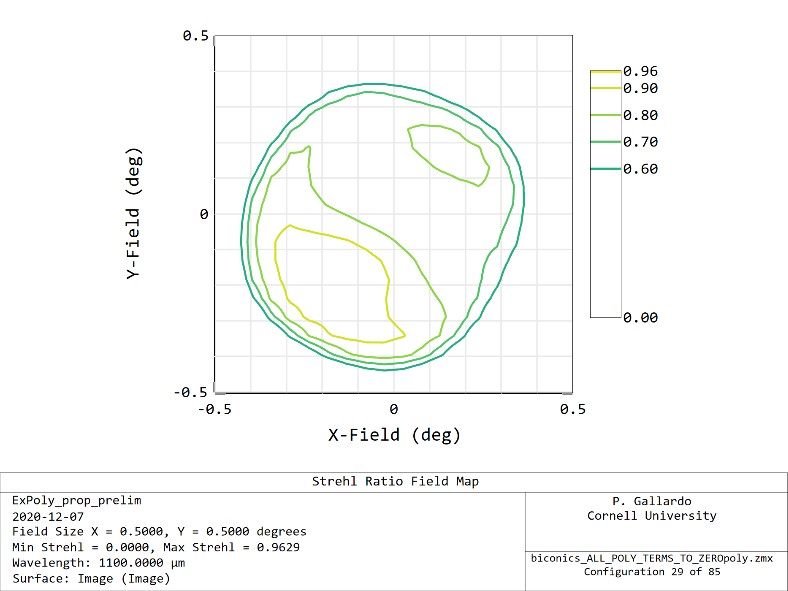 0.5
0
-0.5
Y-Field (deg)
-0.5
0
0.5
X-Field (deg)
0.96
0.90
0.80
0.70
0.60
0.00
Strehl Ratio Field Map
ExPoly_prop_prelim
2020-12-07
Field Size X = 0.5000, Y = 0.5000 degrees
Min Strehl = 0.0000, Max Strehl = 0.9629
Wavelength: 1100.0000 µm
Surface: Image (Image)
P. Gallardo
Cornell University
biconics_ALL_POLY_TERMS_TO_ZEROpoly.zmx
Configuration 29 of 85